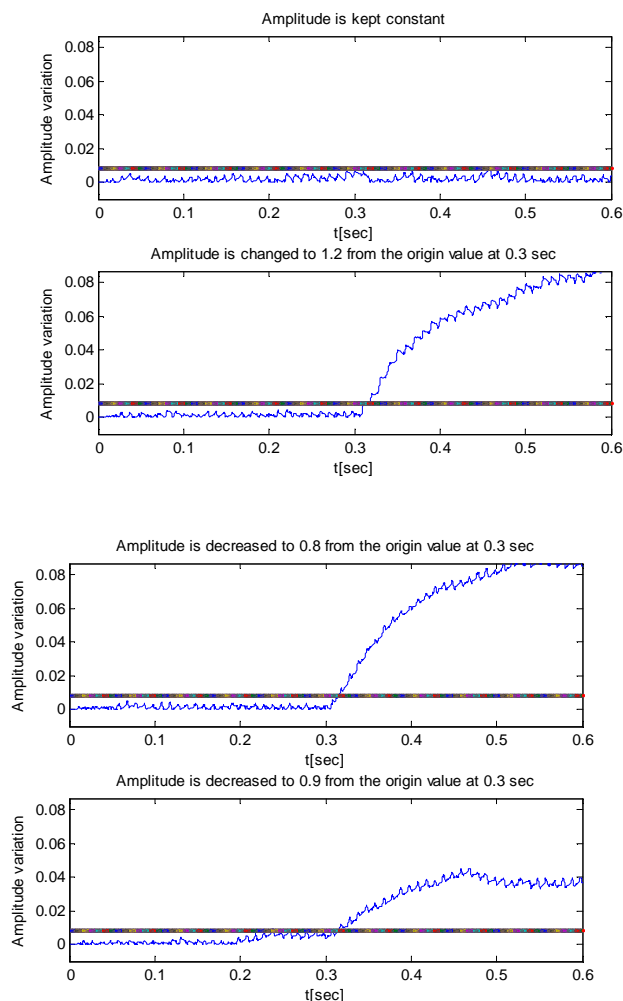 Amplitude is kept constant
Amplitude variation
0.08
0.06
0.04
0.02
0
0 0.1 0.2 0.3 0.4 0.5 0.6
t[sec]
Amplitude is changed to 1.2 from the origin value at 0.3 sec
Amplitude variation
0.08
0.06
0.04
0.02
0
0 0.1 0.2 0.3 0.4 0.5 0.6
t[sec]
Amplitude is decreased to 0.8 from the origin value at 0.3 sec
Amplitude variation
0.08
0.06
0.04
0.02
0
0 0.1 0.2 0.3 0.4 0.5 0.6
t[sec]
Amplitude is decreased to 0.9 from the origin value at 0.3 sec
Amplitude variation
0.08
0.06
0.04
0.02
0
0 0.1 0.2 0.3 0.4 0.5 0.6
t[sec]